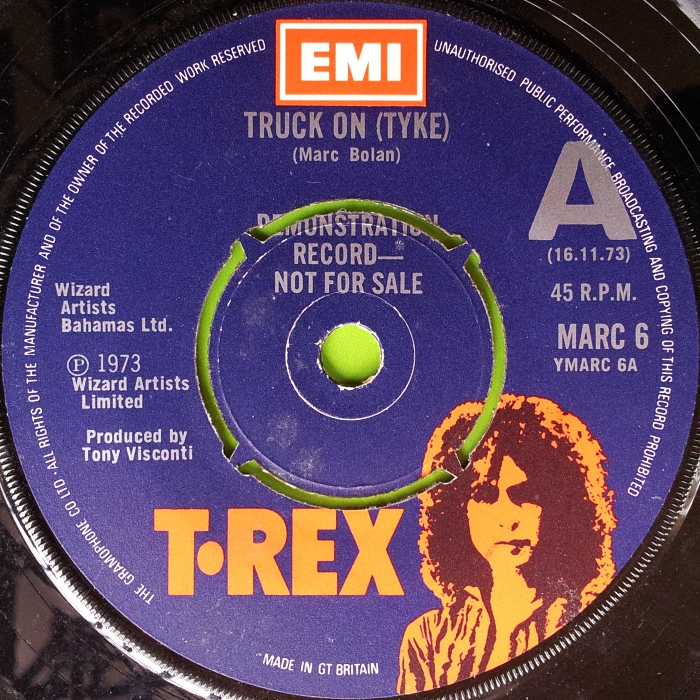 EMI
TRUCK ON (TYKE)
(Marc Bolan)
DEMONSTRATION
RECORD—
NOT FOR SALE
A
(16.11.73)
45 R.P.M.
MARC 6
YMARC 6A
Wizard
Artists
Bahamas Ltd.
℗ 1973
Wizard Artists
Limited
Produced by
Tony Visconti
T•REX
THE GRAMOPHONE CO LTD · ALL RIGHTS OF THE MANUFACTURER AND OF THE OWNER OF THE RECORDED WORK RESERVED
UNAUTHORISED PUBLIC PERFORMANCE BROADCASTING AND COPYING OF THIS RECORD PROHIBITED
MADE IN GT BRITAIN